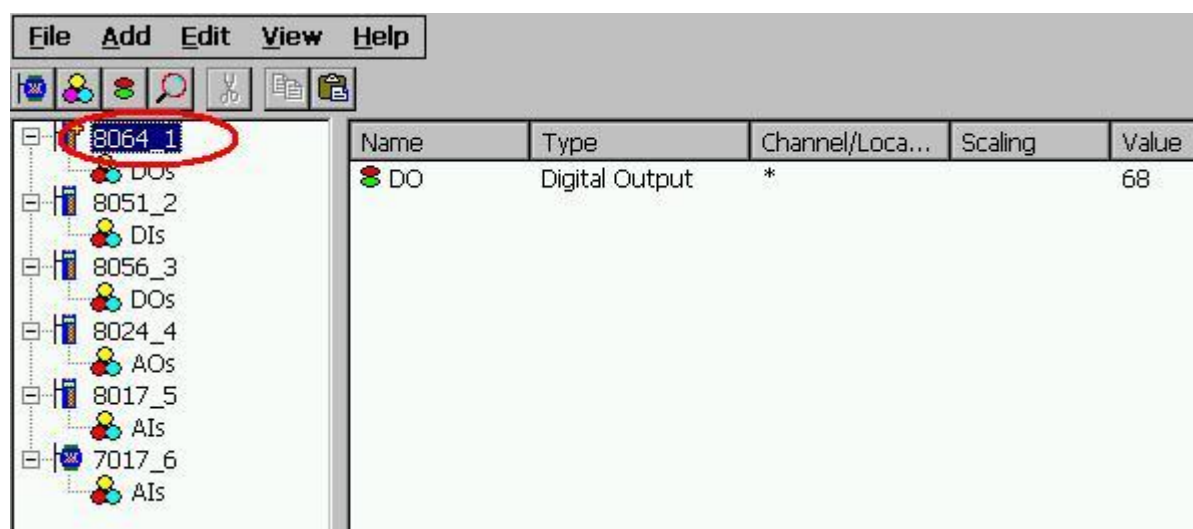 File Add Edit View Help
8064_1
DOs
8051_2
DIs
8056_3
DOs
8024_4
AOs
8017_5
AIs
7017_6
AIs
Name Type Channel/Loca... Scaling Value
DO Digital Output * 68